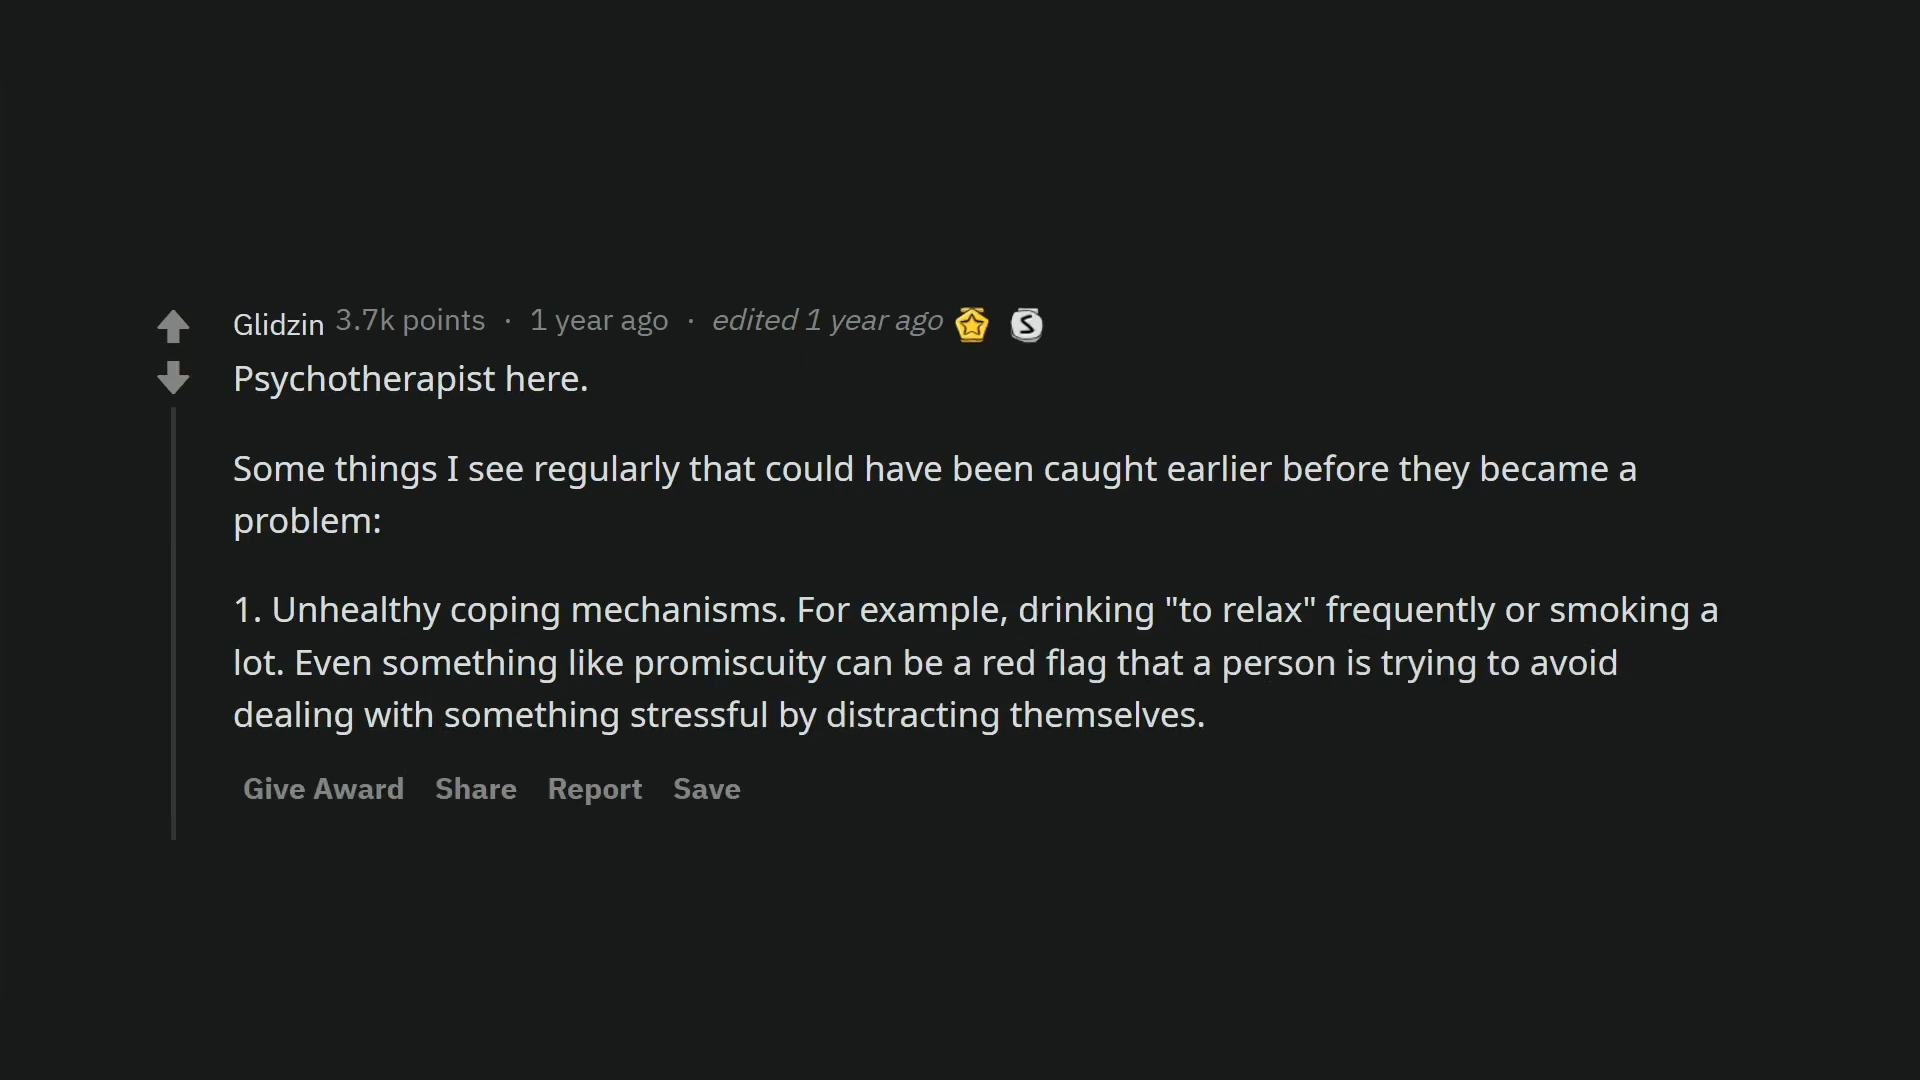 Glidzin 3.7k points · 1 year ago · edited 1 year ago
Psychotherapist here.
Some things I see regularly that could have been caught earlier before they became a
problem:
1. Unhealthy coping mechanisms. For example, drinking "to relax" frequently or smoking a
lot. Even something like promiscuity can be a red flag that a person is trying to avoid
dealing with something stressful by distracting themselves.
Give Award Share Report Save